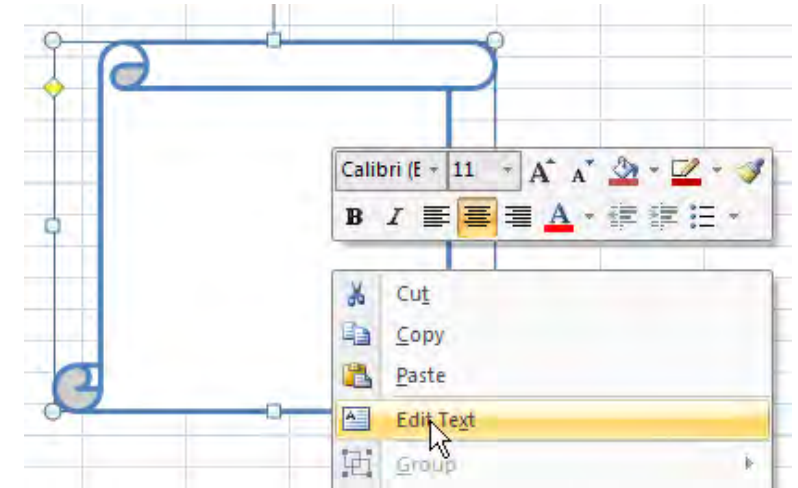 Calibri (E 11 A A
B I A
Cut
Copy
Paste
Edit Text
Group